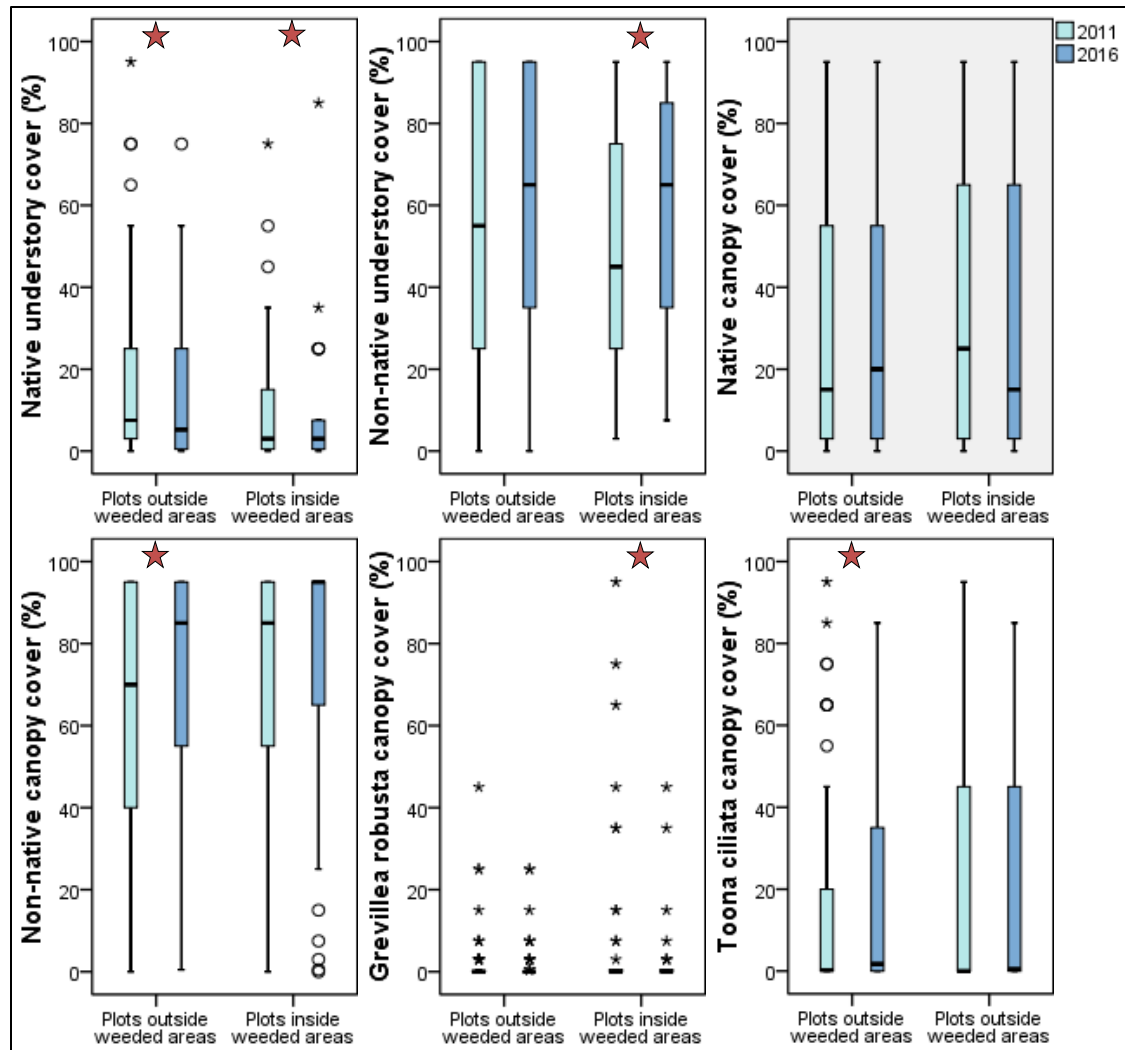 2011
2016
Native understory cover (%)
100
80
60
40
20
0
Plots outside
weeded areas
Plots inside
weeded areas
Non-native understory cover (%)
100
80
60
40
20
0
Plots outside
weeded areas
Plots inside
weeded areas
Native canopy cover (%)
100
80
60
40
20
0
Plots outside
weeded areas
Plots inside
weeded areas
Non-native canopy cover (%)
100
80
60
40
20
0
Plots outside
weeded areas
Plots inside
weeded areas
Grevillea robusta canopy cover (%)
100
80
60
40
20
0
Plots outside
weeded areas
Plots inside
weeded areas
Toona ciliata canopy cover (%)
100
80
60
40
20
0
Plots outside
weeded areas
Plots inside
weeded areas